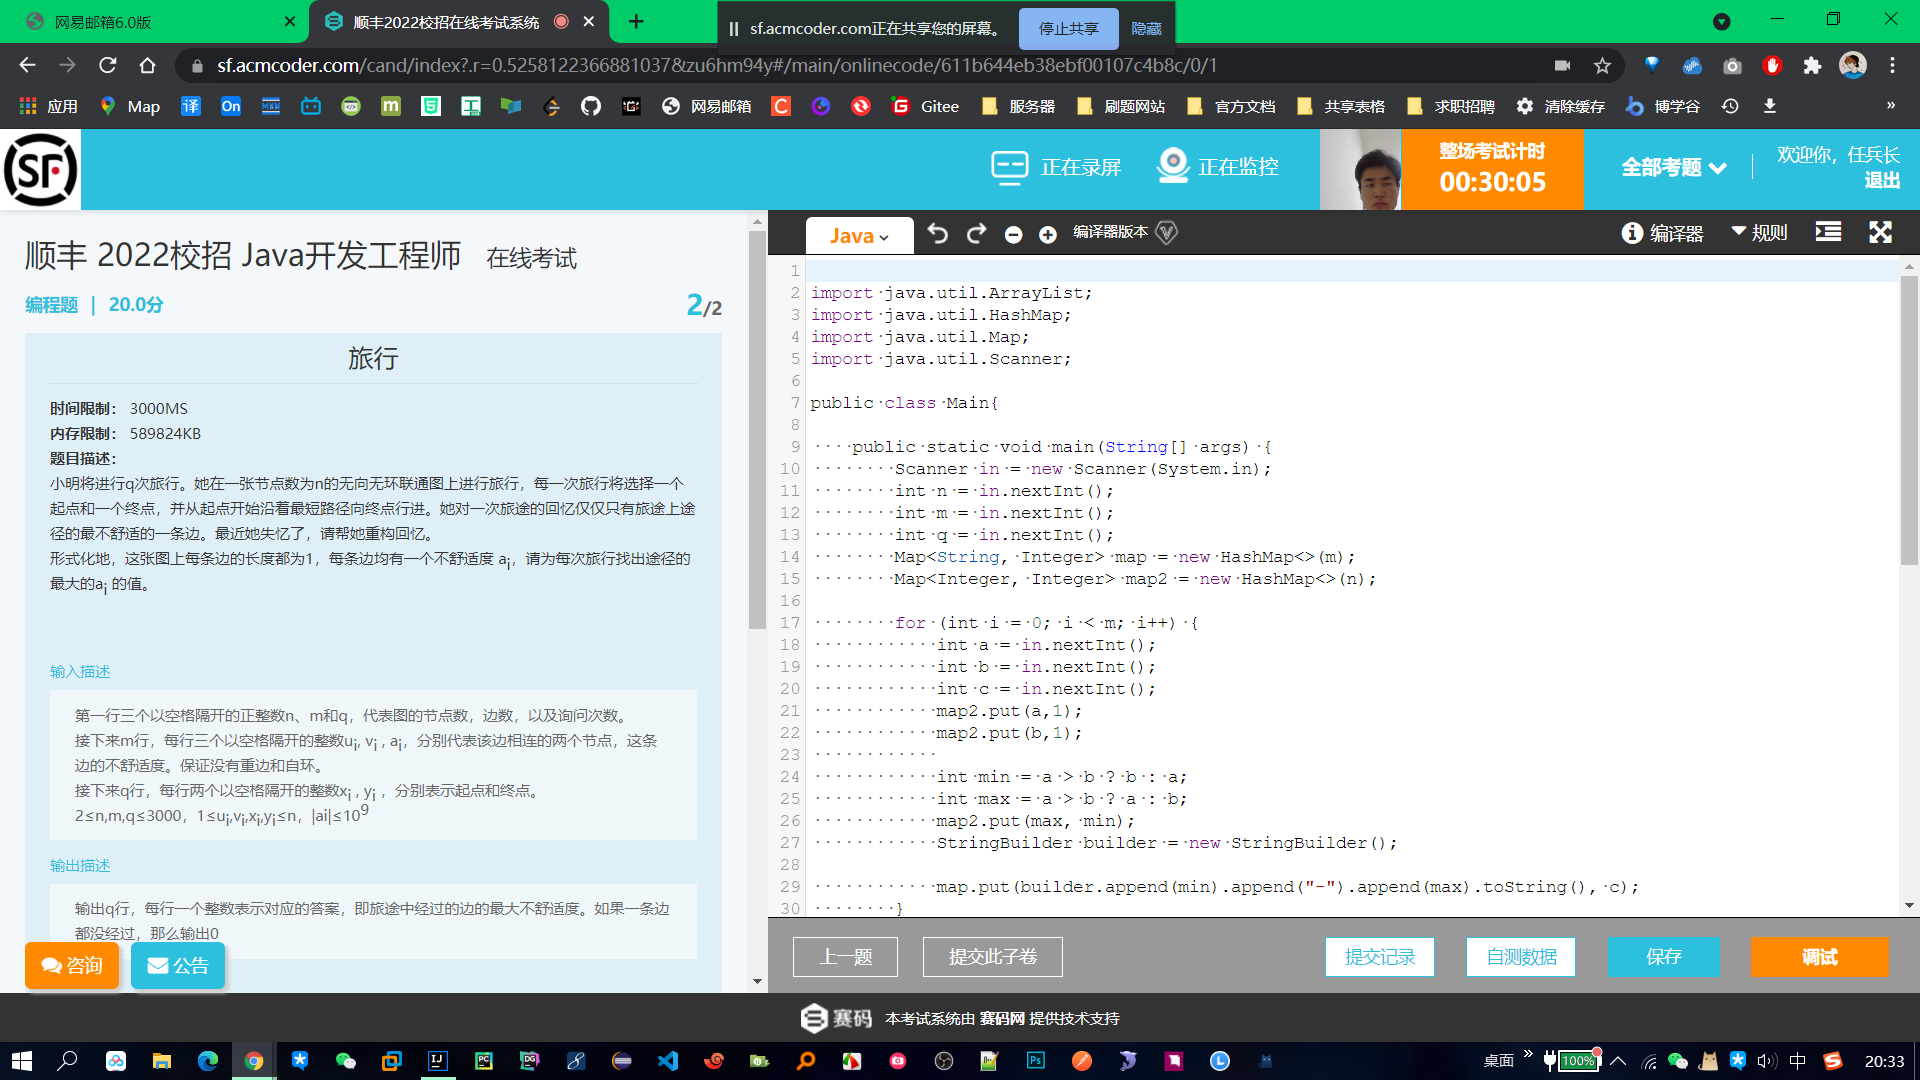 网易邮箱6.0版
顺丰2022校招在线考试系统
sf.acmcoder.com正在共享您的屏幕。
停止共享
隐藏
sf.acmcoder.com/cand/index?.r=0.5258122366881037&zu6hm94y#/main/onlinecode/611b644eb38ebf00107c4b8c/0/1
应用
Map
译
On
网易邮箱
Gitee
服务器
刷题网站
官方文档
共享表格
求职招聘
清除缓存
博学谷
»
SF
正在录屏
正在监控
整场考试计时
00:30:05
全部考题
欢迎你，任兵长
退出
顺丰 2022校招 Java开发工程师 在线考试
编程题 | 20.0分
2/2
旅行
时间限制： 3000MS
内存限制： 589824KB
题目描述：
小明将进行q次旅行。她在一张节点数为n的无向无环联通图上进行旅行，每一次旅行将选择一个
起点和一个终点，并从起点开始沿着最短路径向终点行进。她对一次旅途的回忆仅仅只有旅途上途
径的最不舒适的一条边。最近她失忆了，请帮她重构回忆。
形式化地，这张图上每条边的长度都为1，每条边均有一个不舒适度 ai，请为每次旅行找出途径的
最大的ai 的值。
输入描述
第一行三个以空格隔开的正整数n、m和q，代表图的节点数，边数，以及询问次数。
接下来m行，每行三个以空格隔开的整数ui, vi , ai，分别代表该边相连的两个节点，这条
边的不舒适度。保证没有重边和自环。
接下来q行，每行两个以空格隔开的整数xi , yi ，分别表示起点和终点。
2≤n,m,q≤3000，1≤ui,vi,xi,yi≤n，|ai|≤10^9
输出描述
输出q行，每行一个整数表示对应的答案，即旅途中经过的边的最大不舒适度。如果一条边
都没经过，那么输出0
咨询
公告
Java
编译器版本
编译器
规则
1
2 import java.util.ArrayList;
3 import java.util.HashMap;
4 import java.util.Map;
5 import java.util.Scanner;
6
7 public class Main{
8
9 public static void main(String[] args) {
10 Scanner in = new Scanner(System.in);
11 int n = in.nextInt();
12 int m = in.nextInt();
13 int q = in.nextInt();
14 Map<String, Integer> map = new HashMap<>(m);
15 Map<Integer, Integer> map2 = new HashMap<>(n);
16
17 for (int i = 0; i < m; i++) {
18 int a = in.nextInt();
19 int b = in.nextInt();
20 int c = in.nextInt();
21 map2.put(a,1);
22 map2.put(b,1);
23
24 int min = a > b ? b : a;
25 int max = a > b ? a : b;
26 map2.put(max, min);
27 StringBuilder builder = new StringBuilder();
28
29 map.put(builder.append(min).append("-").append(max).toString(), c);
30 }
上一题
提交此子卷
提交记录
自测数据
保存
调试
赛码 本考试系统由 赛码网 提供技术支持
桌面
»
100%
中
20:33